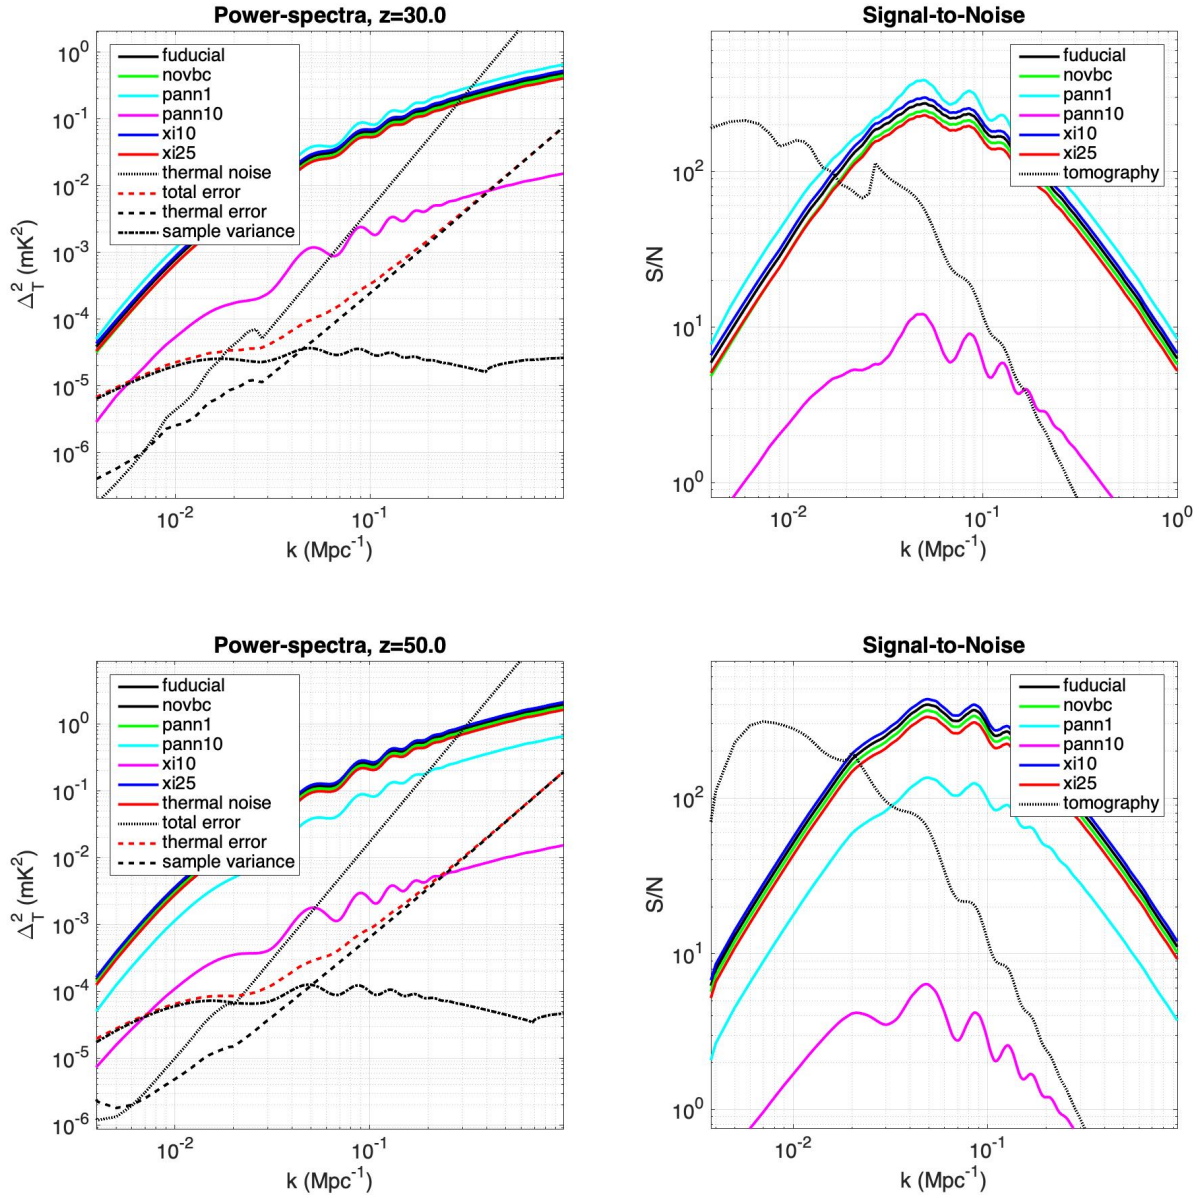 Power-spectra, z=30.0
Δ_T^2 (mK^2)
10^0
10^-1
10^-2
10^-3
10^-4
10^-5
10^-6
fuducial
novbc
pann1
pann10
xi10
xi25
thermal noise
total error
thermal error
sample variance
10^-2
10^-1
k (Mpc^-1)
Signal-to-Noise
S/N
10^2
10^1
10^0
fuducial
novbc
pann1
pann10
xi10
xi25
tomography
10^-2
10^-1
10^0
k (Mpc^-1)
Power-spectra, z=50.0
Δ_T^2 (mK^2)
10^0
10^-1
10^-2
10^-3
10^-4
10^-5
10^-6
fuducial
novbc
pann1
pann10
xi10
xi25
thermal noise
total error
thermal error
sample variance
10^-2
10^-1
k (Mpc^-1)
Signal-to-Noise
S/N
10^2
10^1
10^0
fuducial
novbc
pann1
pann10
xi10
xi25
tomography
10^-2
10^-1
k (Mpc^-1)